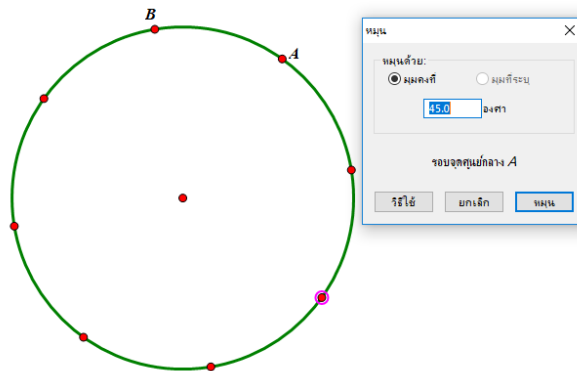 B
A
หมุน
หมุนด้วย:
มุมคงที่
มุมที่ระบุ
45.0 องศา
รอบจุดศูนย์กลาง A
วิธีใช้
ยกเลิก
หมุน